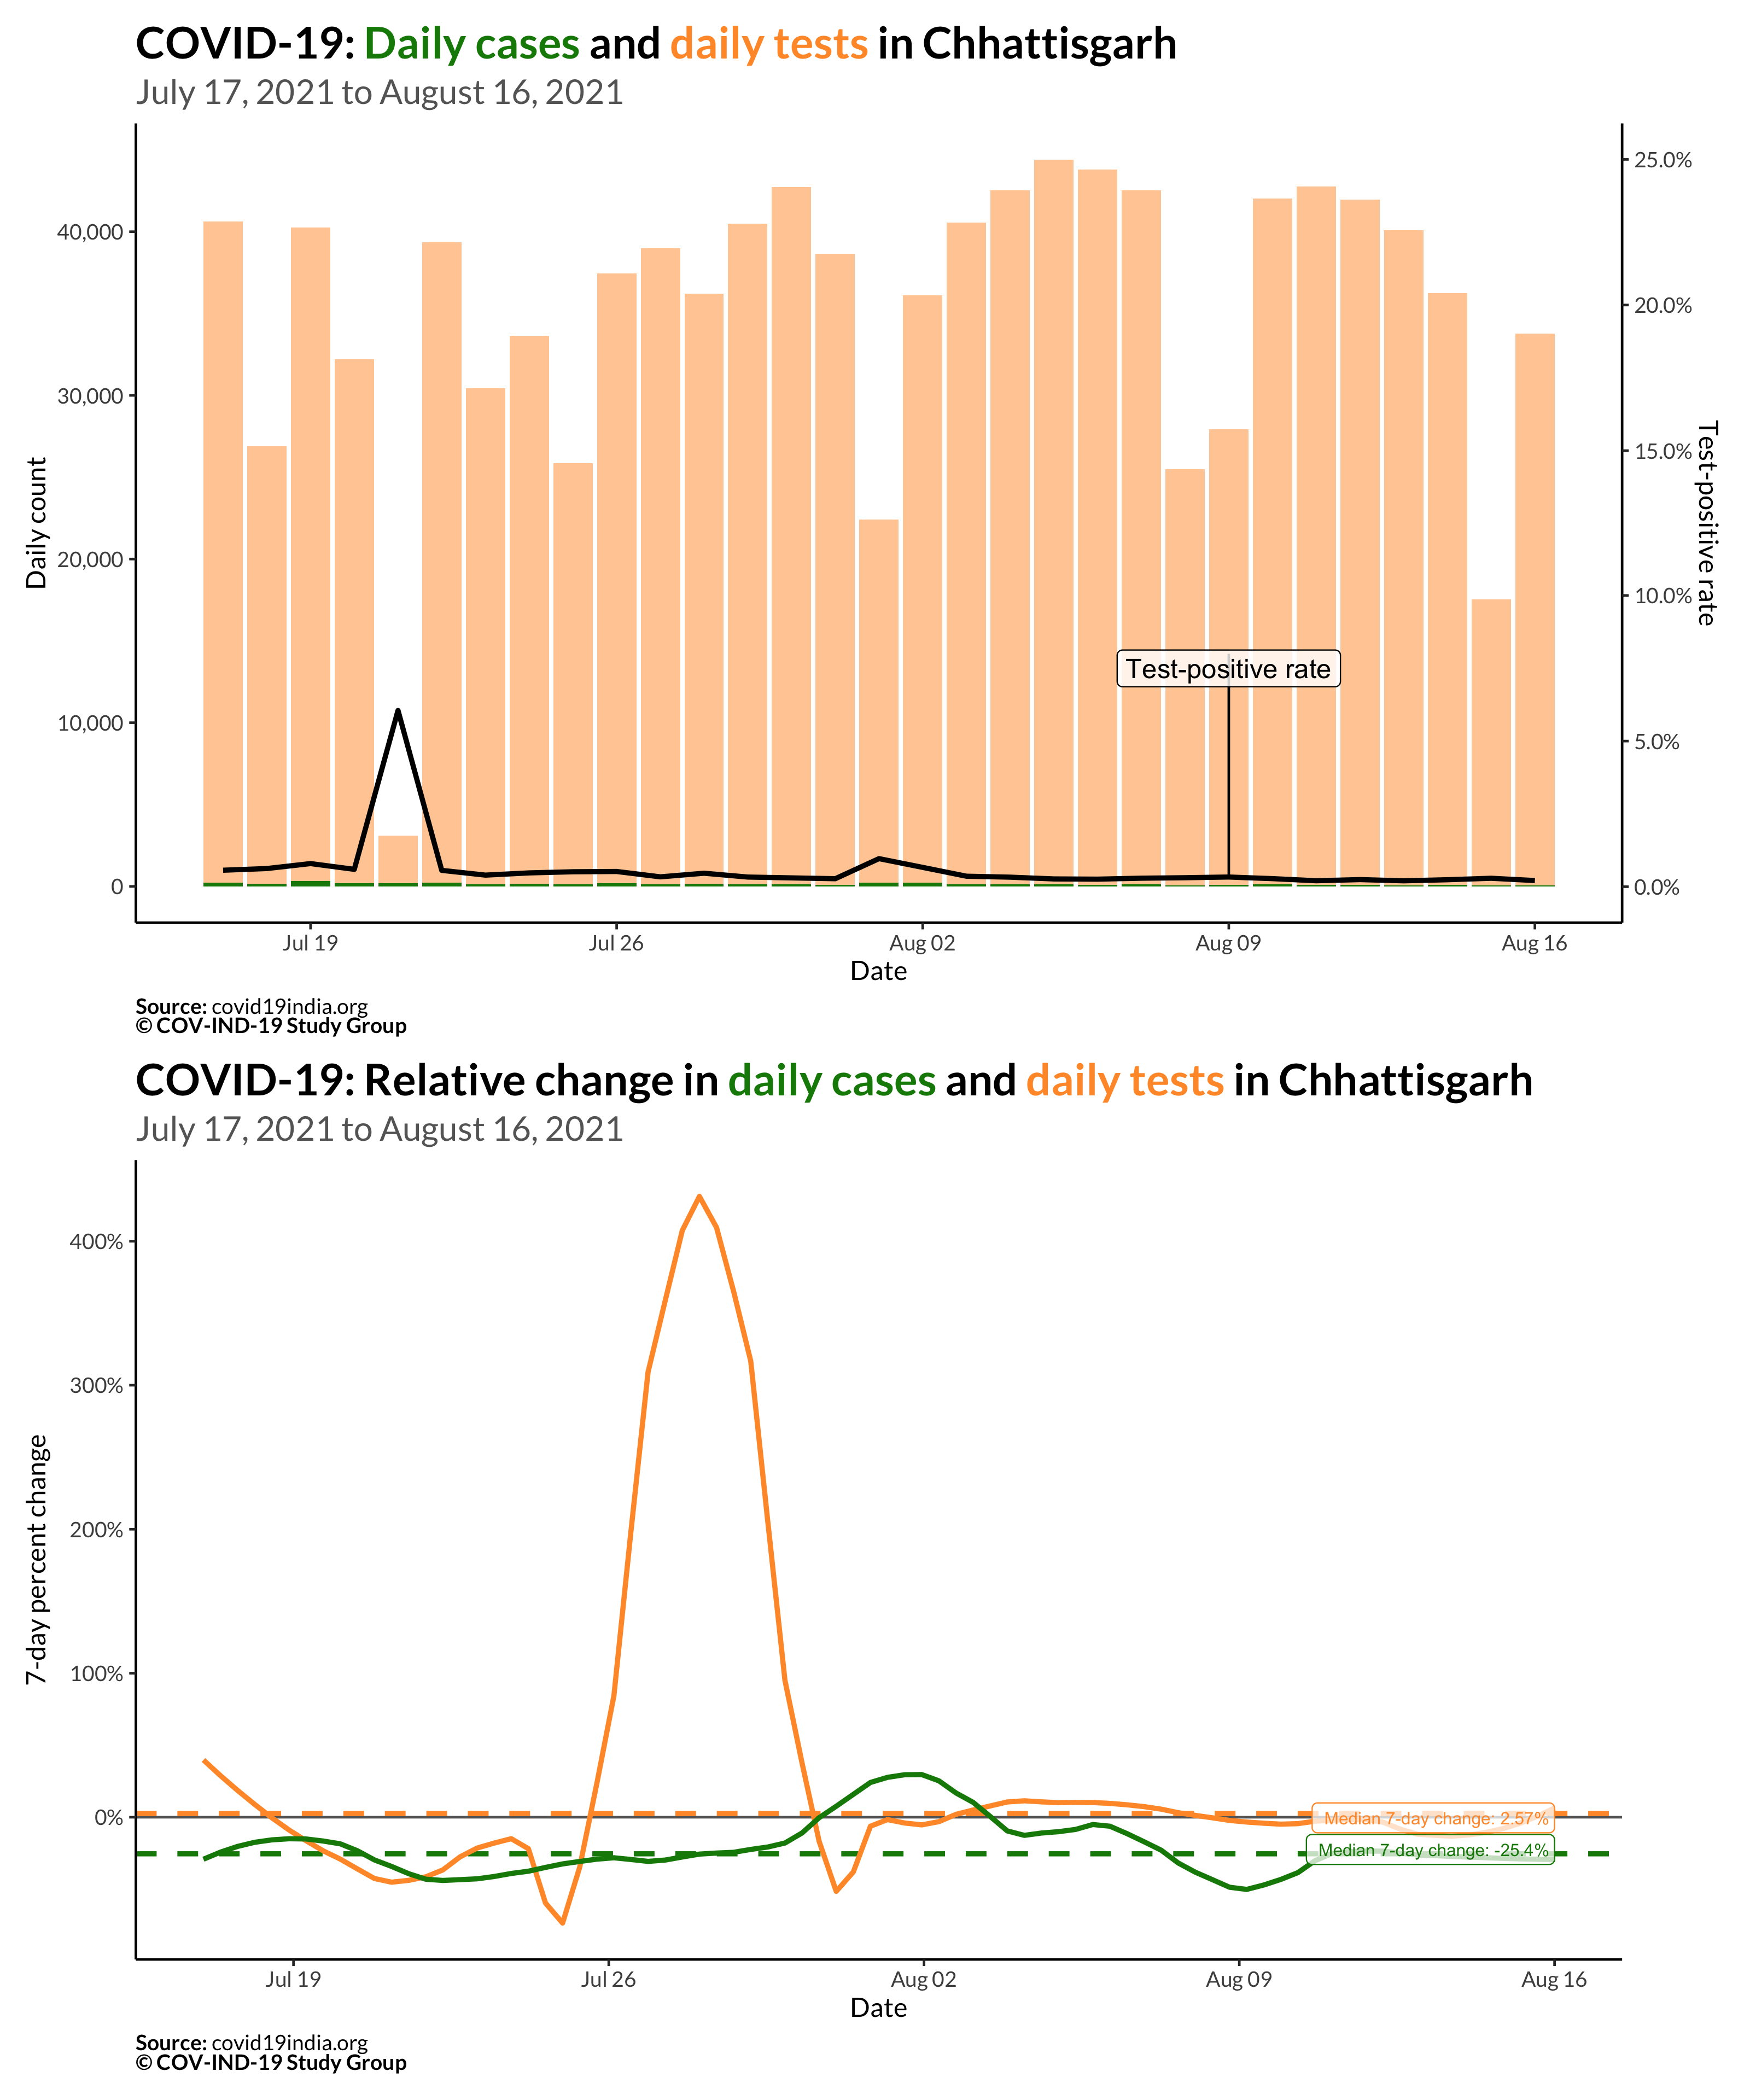 COVID-19: Daily cases and daily tests in Chhattisgarh
July 17, 2021 to August 16, 2021
Daily count
40,000
30,000
20,000
10,000
0
25.0%
20.0%
15.0%
10.0%
5.0%
0.0%
Test-positive rate
Test-positive rate
Jul 19
Jul 26
Aug 02
Aug 09
Aug 16
Date
Source: covid19india.org
© COV-IND-19 Study Group
COVID-19: Relative change in daily cases and daily tests in Chhattisgarh
July 17, 2021 to August 16, 2021
7-day percent change
400%
300%
200%
100%
0%
Median 7-day change: 2.57%
Median 7-day change: -25.4%
Jul 19
Jul 26
Aug 02
Aug 09
Aug 16
Date
Source: covid19india.org
© COV-IND-19 Study Group